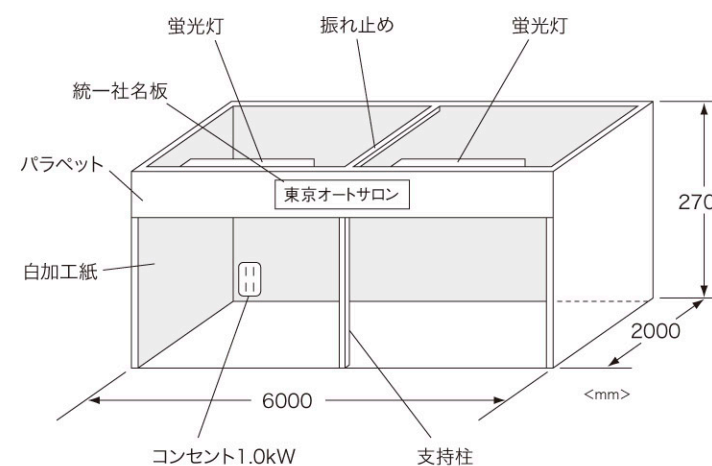 蛍光灯
振れ止め
蛍光灯
統一社名板
パラペット
東京オートサロン
270
白加工紙
2000
6000
<mm>
コンセント1.0kW
支持柱